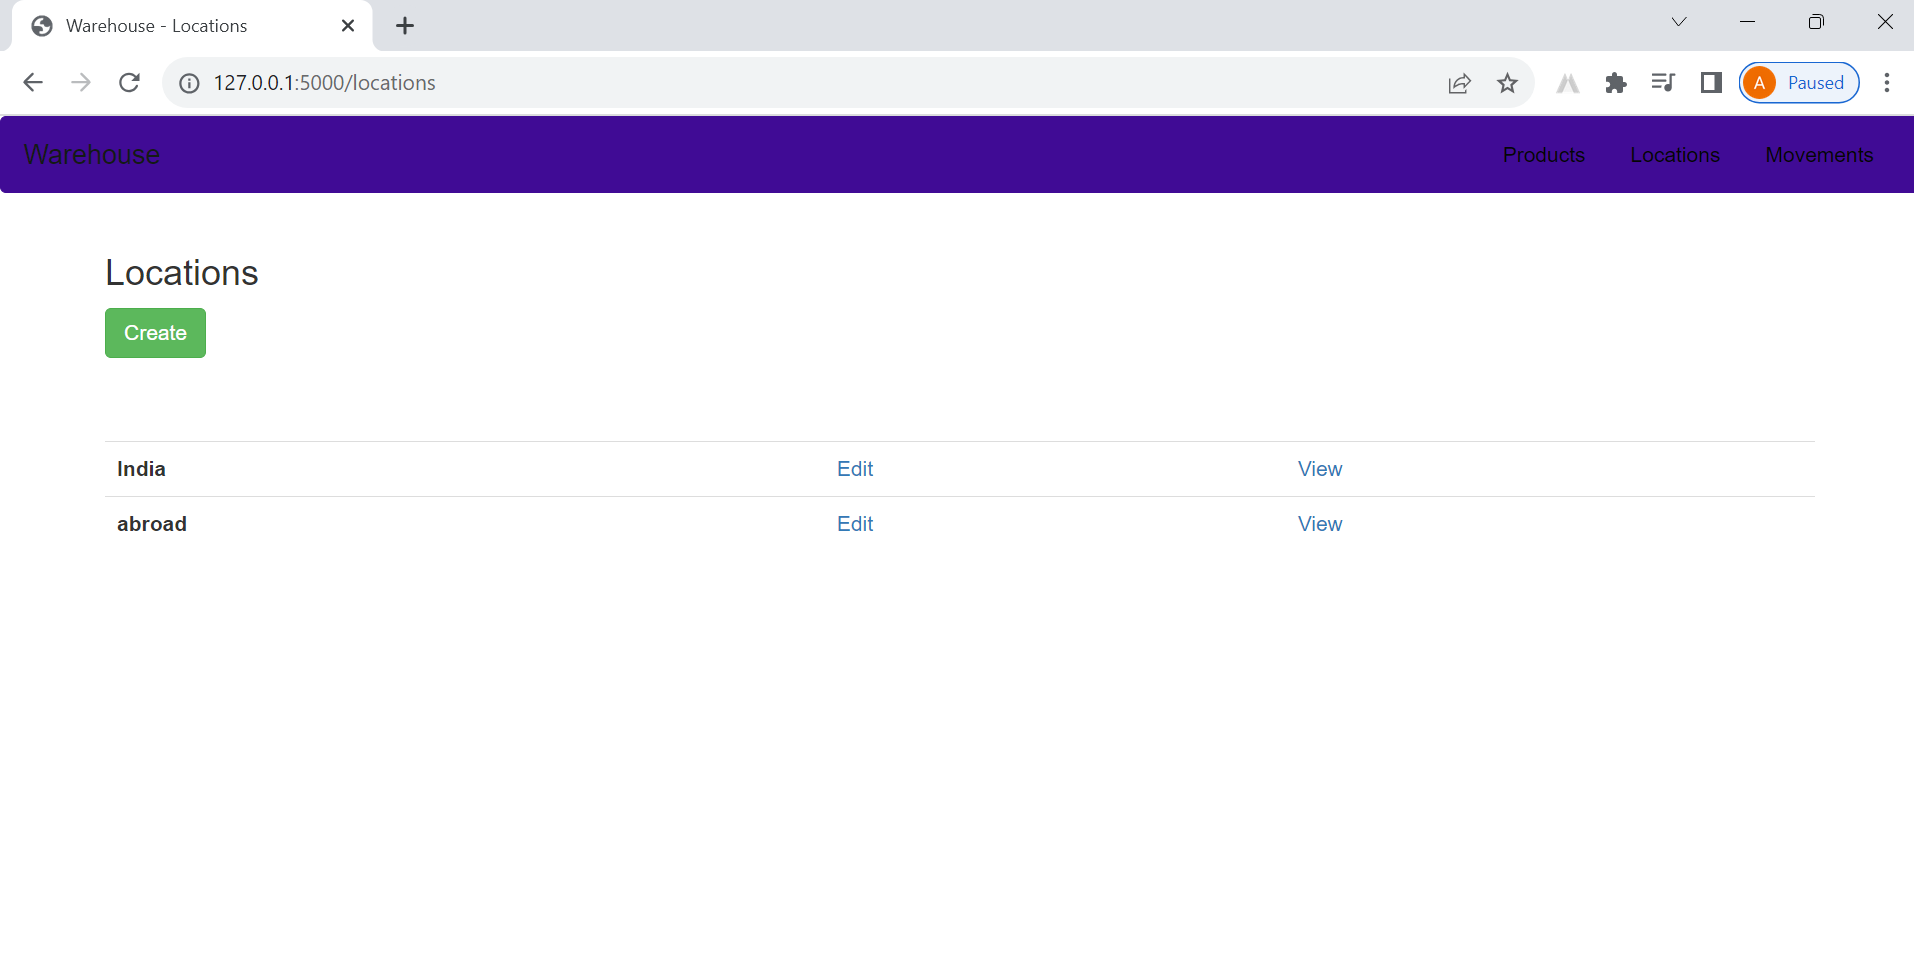 Warehouse - Locations
127.0.0.1:5000/locations
A Paused
Warehouse Products Locations Movements
Locations
Create
India Edit View
abroad Edit View